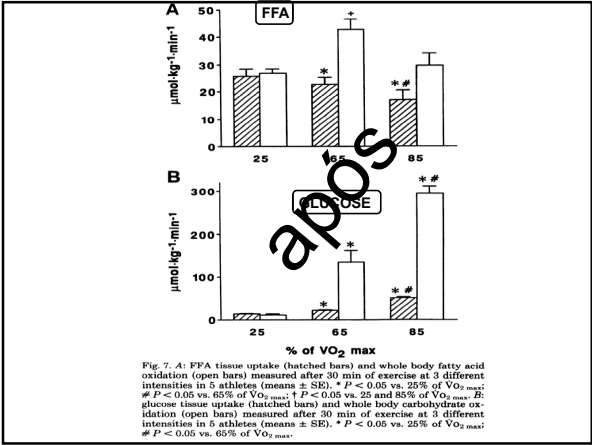 A
FFA
50
40
30
20
10
0
µmol·kg⁻¹·min⁻¹
+
*
*#
25
65
85
após
B
GLUCOSE
300
200
100
0
µmol·kg⁻¹·min⁻¹
*
*
*#
*#
25
65
85
% of VO₂ max
Fig. 7. A: FFA tissue uptake (hatched bars) and whole body fatty acid
oxidation (open bars) measured after 30 min of exercise at 3 different
intensities in 5 athletes (means ± SE). * P < 0.05 vs. 25% of V̇o₂ max;
# P < 0.05 vs. 65% of V̇o₂ max; † P < 0.05 vs. 25 and 85% of V̇o₂ max. B:
glucose tissue uptake (hatched bars) and whole body carbohydrate ox-
idation (open bars) measured after 30 min of exercise at 3 different
intensities in 5 athletes (means ± SE). * P < 0.05 vs. 25% of V̇o₂ max;
# P < 0.05 vs. 65% of V̇o₂ max.